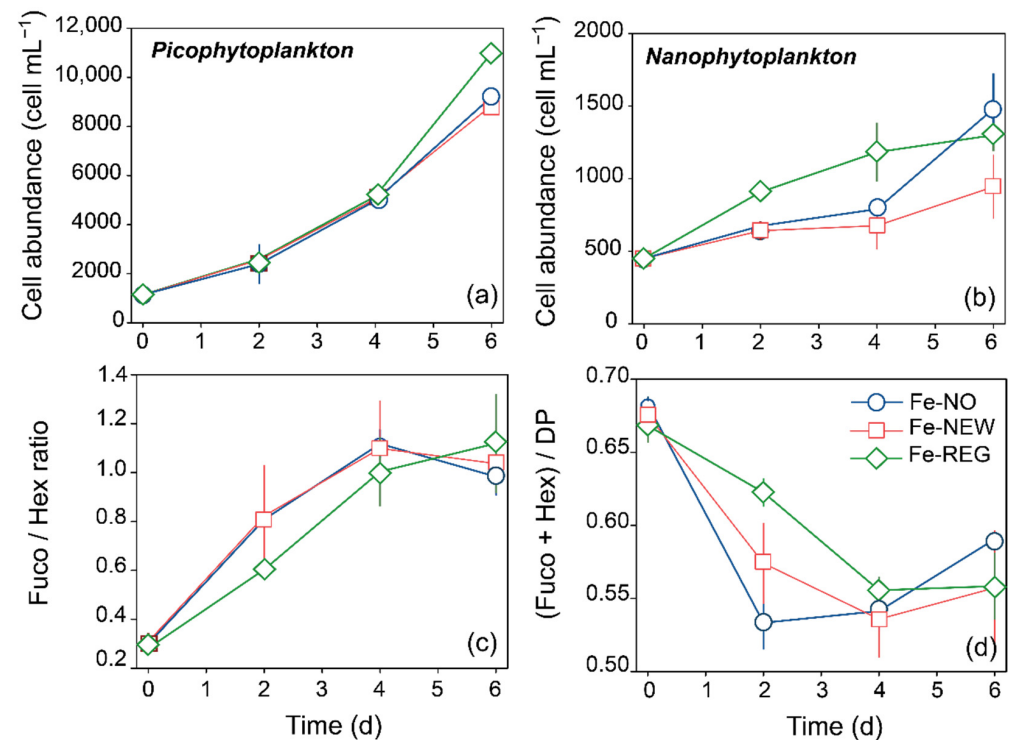 Picophytoplankton
Cell abundance (cell mL⁻¹)
12,000
10,000
8000
6000
4000
2000
0
(a)
0 1 2 3 4 5 6
Nanophytoplankton
Cell abundance (cell mL⁻¹)
2000
1500
1000
500
0
(b)
0 1 2 3 4 5 6
Fuco / Hex ratio
1.4
1.2
1.0
0.8
0.6
0.4
0.2
(c)
0 1 2 3 4 5 6
Time (d)
(Fuco + Hex) / DP
0.70
0.65
0.60
0.55
0.50
Fe-NO
Fe-NEW
Fe-REG
(d)
0 1 2 3 4 5 6
Time (d)